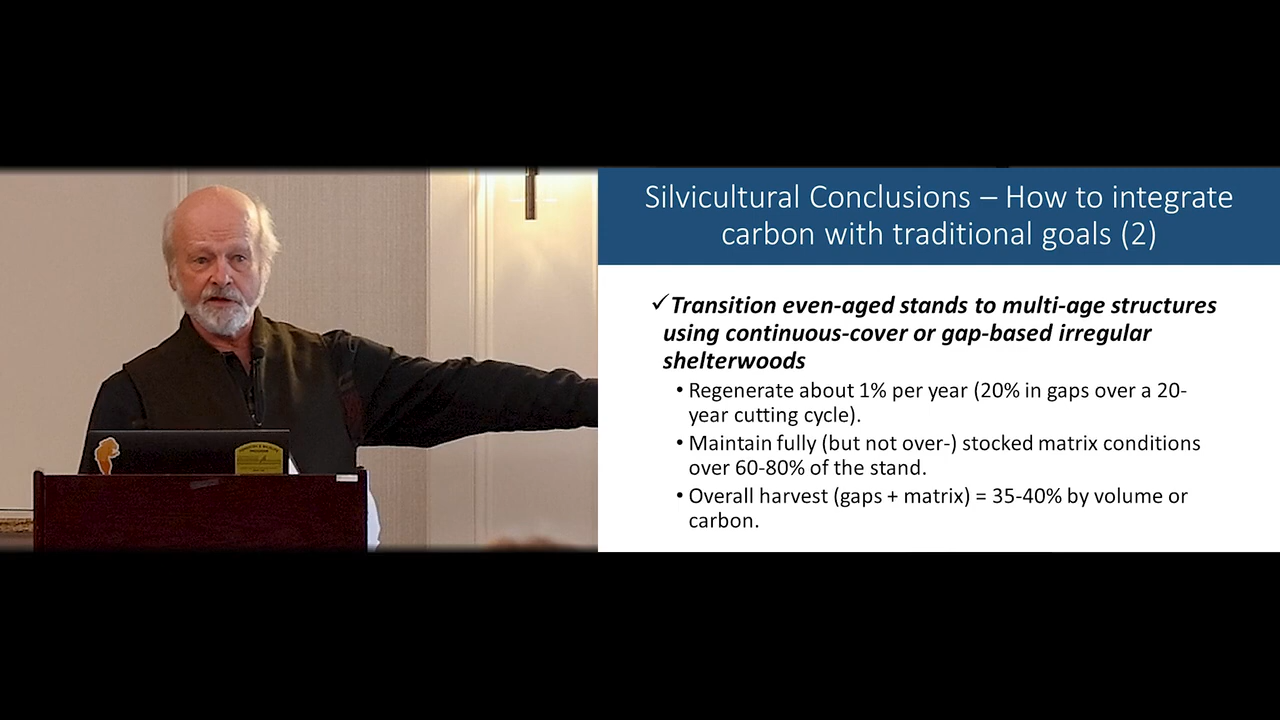 Silvicultural Conclusions – How to integrate
carbon with traditional goals (2)
✓Transition even-aged stands to multi-age structures
using continuous-cover or gap-based irregular
shelterwoods
• Regenerate about 1% per year (20% in gaps over a 20-
year cutting cycle).
• Maintain fully (but not over-) stocked matrix conditions
over 60-80% of the stand.
• Overall harvest (gaps + matrix) = 35-40% by volume or
carbon.